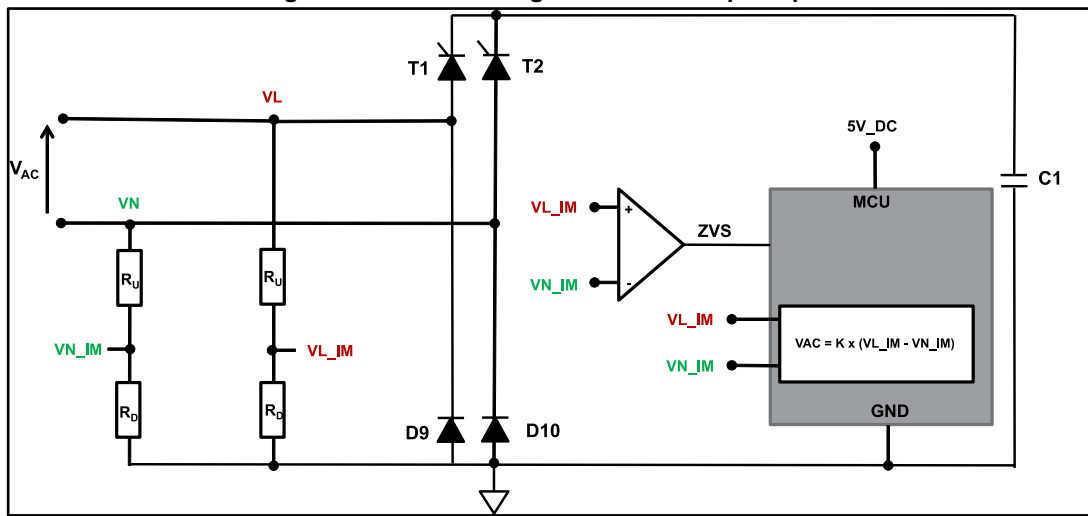 T1
T2
VL
5V_DC
VAC
C1
MCU
VN
VL_IM
+
ZVS
RU
RU
VN_IM
-
VL_IM
VAC = K x (VL_IM - VN_IM)
VN_IM
VL_IM
VN_IM
RD
RD
GND
D9
D10